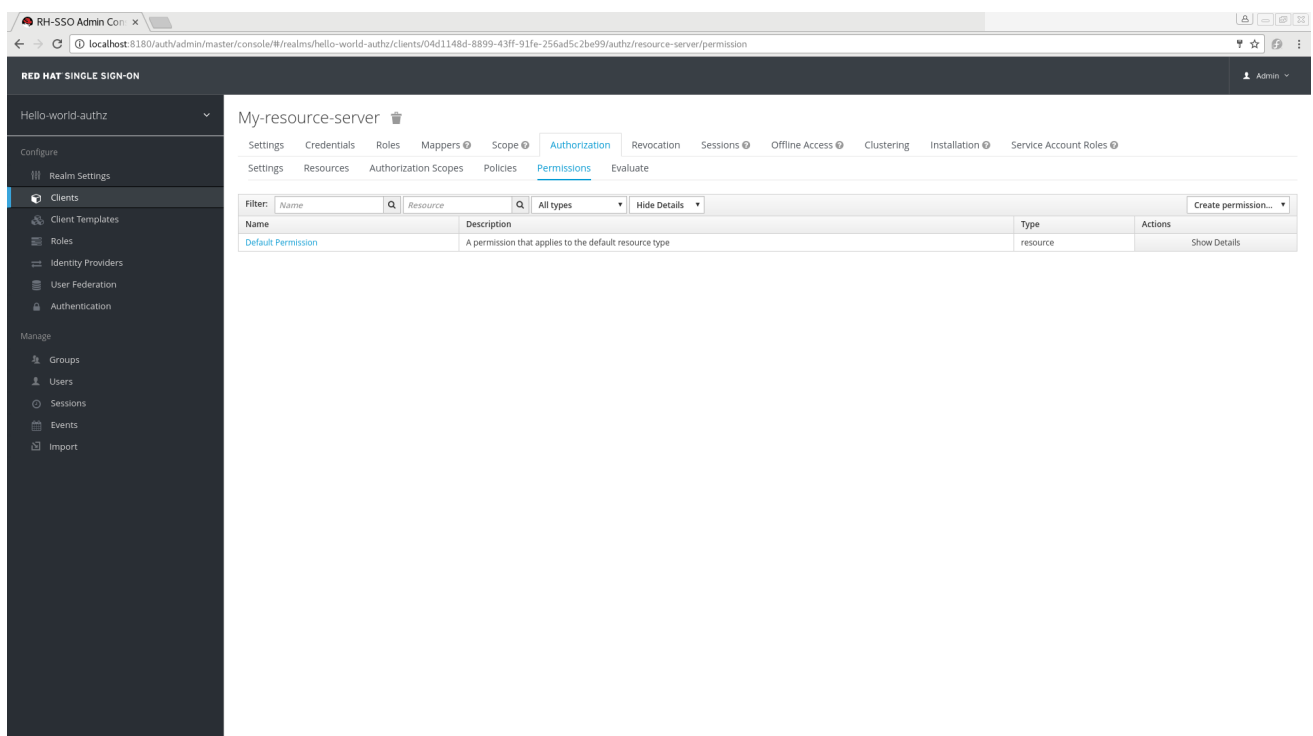 RH-SSO Admin Con
localhost:8180/auth/admin/master/console/#/realms/hello-world-authz/clients/04d1148d-8899-43ff-91fe-256ad5c2be99/authz/resource-server/permission
RED HAT SINGLE SIGN-ON
Admin
Hello-world-authz
Configure
Realm Settings
Clients
Client Templates
Roles
Identity Providers
User Federation
Authentication
Manage
Groups
Users
Sessions
Events
Import
My-resource-server
Settings Credentials Roles Mappers Scope Authorization Revocation Sessions Offline Access Clustering Installation Service Account Roles
Settings Resources Authorization Scopes Policies Permissions Evaluate
Filter: Name Resource All types Hide Details Create permission...
Name Description Type Actions
Default Permission A permission that applies to the default resource type resource Show Details